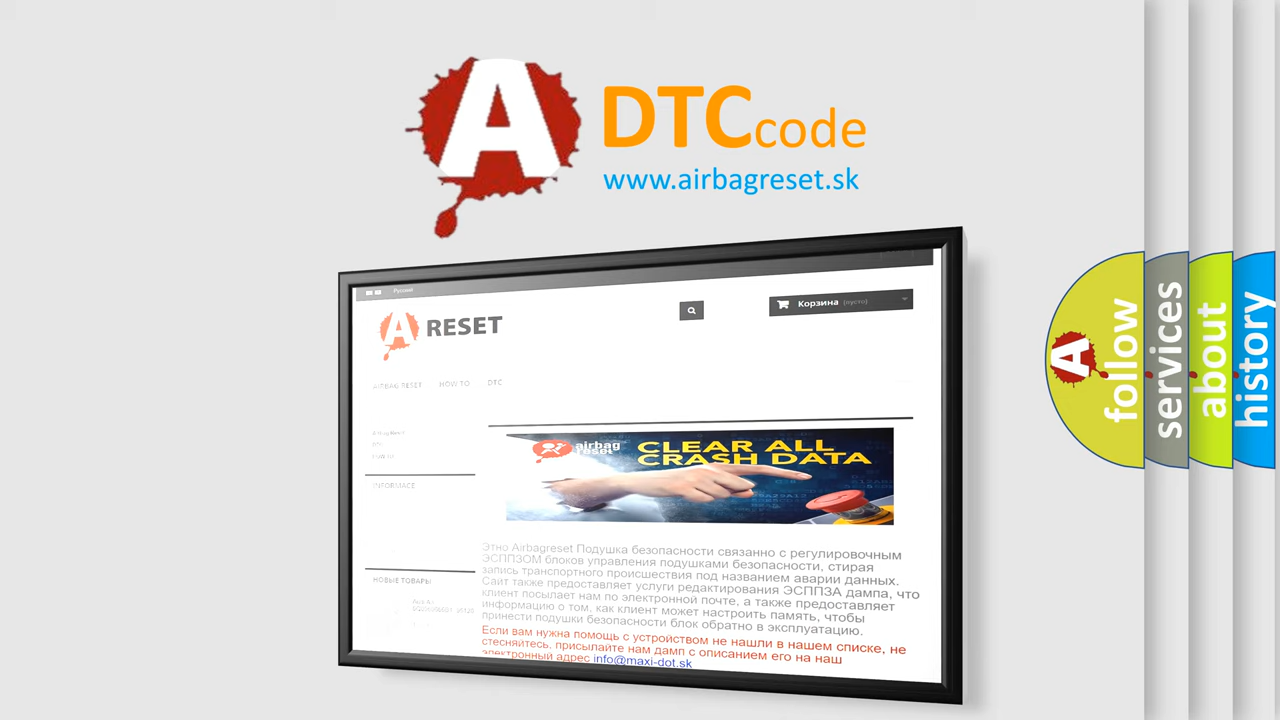 A
DTCcode
www.airbagreset.sk
Русский
Корзина (пусто)
A RESET
AIRBAG RESET HOW TO DTC
INFORMACE
НОВЫЕ ТОВАРЫ
airbag
reset
CLEAR ALL
CRASH DATA
Этно Airbagreset Подушка безопасности связанно с регулировочным
ЭСППЗОМ блоков управления подушками безопасности, стирая
запись транспортного происшествия под названием аварии данных.
Сайт также предоставляет услуги редактирования ЭСППЗА дампа, что
клиент посылает нам по электронной почте, а также предоставляет
информацию о том, как клиент может настроить память, чтобы
принести подушки безопасности блок обратно в эксплуатацию.
Если вам нужна помощь с устройством не нашли в нашем списке, не
стесняйтесь, присылайте нам дамп с описанием его на наш
электронный адрес info@maxi-dot.sk
A
follow
services
about
history